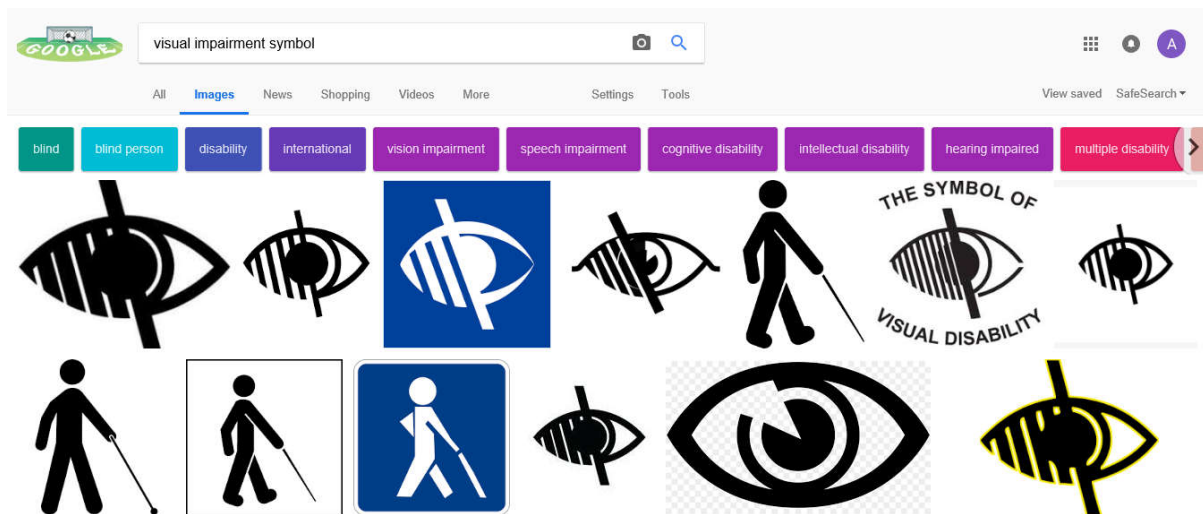 GOOGLE
visual impairment symbol
A
All Images News Shopping Videos More Settings Tools View saved SafeSearch
blind blind person disability international vision impairment speech impairment cognitive disability intellectual disability hearing impaired multiple disability
THE SYMBOL OF
VISUAL DISABILITY